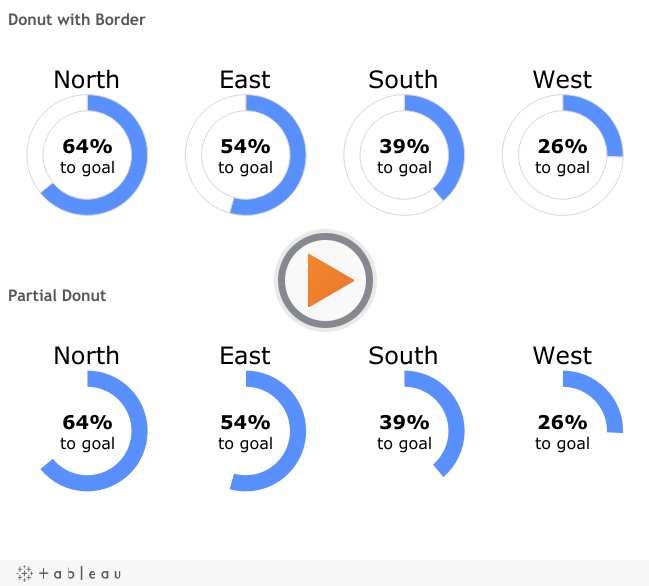 Donut with Border
North East South West
64% 54% 39% 26%
to goal to goal to goal to goal
Partial Donut
North East South West
64% 54% 39% 26%
to goal to goal to goal to goal
+ a b l e a u